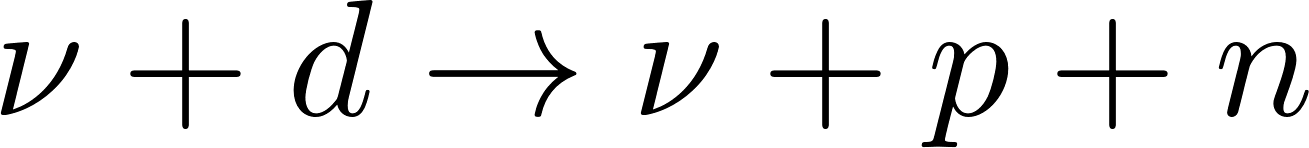 ν + d → ν + p + n